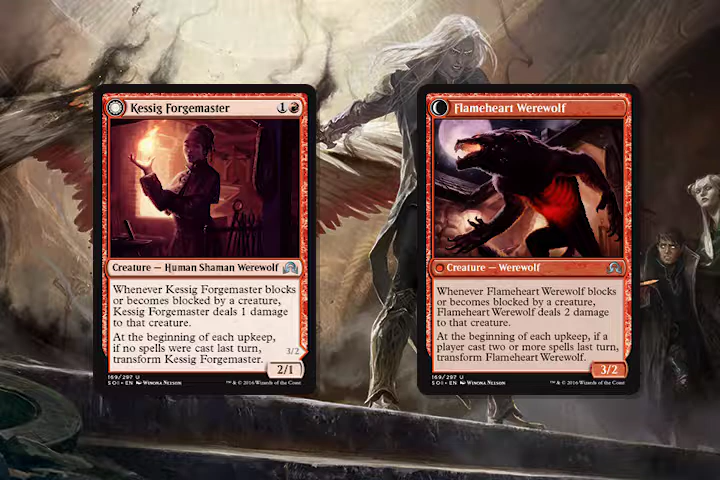 Kessig Forgemaster
1
Creature — Human Shaman Werewolf
Whenever Kessig Forgemaster blocks
or becomes blocked by a creature,
Kessig Forgemaster deals 1 damage
to that creature.
At the beginning of each upkeep,
if no spells were cast last turn,
transform Kessig Forgemaster.
3/2
2/1
169/297 U
SOI • EN Winona Nelson
™ & © 2016 Wizards of the Coast
Flameheart Werewolf
Creature — Werewolf
Whenever Flameheart Werewolf blocks
or becomes blocked by a creature,
Flameheart Werewolf deals 2 damage
to that creature.
At the beginning of each upkeep, if a
player cast two or more spells last turn,
transform Flameheart Werewolf.
3/2
169/297 U
SOI • EN Winona Nelson
™ & © 2016 Wizards of the Coast